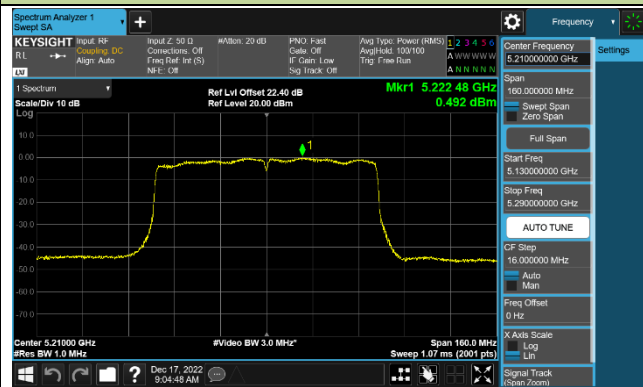 Spectrum Analyzer 1
Swept SA
Frequency
KEYSIGHT
RL
LXI
Input: RF
Coupling: DC
Align: Auto
Input Z: 50 Ω
Corrections: Off
Freq Ref: Int (S)
NFE: Off
#Atten: 20 dB
PNO: Fast
Gate: Off
IF Gain: Low
Sig Track: Off
Avg Type: Power (RMS)
Avg|Hold: 100/100
Trig: Free Run
1 2 3 4 5 6
A W W W W W
A N N N N N
1 Spectrum
Scale/Div 10 dB
Log
Ref Lvl Offset 22.40 dB
Ref Level 20.00 dBm
Mkr1 5.222 48 GHz
0.492 dBm
1
10.0
0.00
-10.0
-20.0
-30.0
-40.0
-50.0
-60.0
-70.0
Center 5.21000 GHz
#Res BW 1.0 MHz
#Video BW 3.0 MHz*
Span 160.0 MHz
Sweep 1.07 ms (2001 pts)
Dec 17, 2022
9:04:48 AM
Center Frequency
5.210000000 GHz
Span
160.000000 MHz
Swept Span
Zero Span
Full Span
Start Freq
5.130000000 GHz
Stop Freq
5.290000000 GHz
AUTO TUNE
CF Step
16.000000 MHz
Auto
Man
Freq Offset
0 Hz
X Axis Scale
Log
Lin
Signal Track
(Span Zoom)
Settings